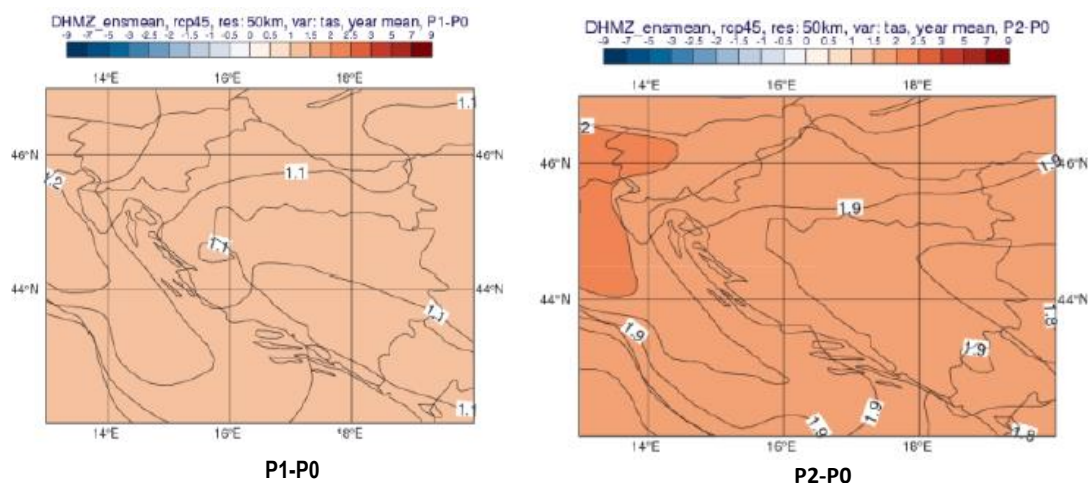 DHMZ_ensmean, rcp45, res: 50km, var: tas, year mean, P1-P0
-9 -7 -5 -3 -2.5 -2 -1.5 -1 -0.5 0 0.5 1 1.5 2 2.5 3 5 7 9
14°E 16°E 18°E
1.1
46°N
1.2
1.1
1.1
44°N
1.1
1.1
14°E 16°E 18°E
P1-P0
DHMZ_ensmean, rcp45, res: 50km, var: tas, year mean, P2-P0
-9 -7 -5 -3 -2.5 -2 -1.5 -1 -0.5 0 0.5 1 1.5 2 2.5 3 5 7 9
14°E 16°E 18°E
2
46°N
1.9
46°N
1.9
44°N
44°N
1.8
1.9
1.9
1.9
1.9
1.8
14°E 16°E 18°E
P2-P0